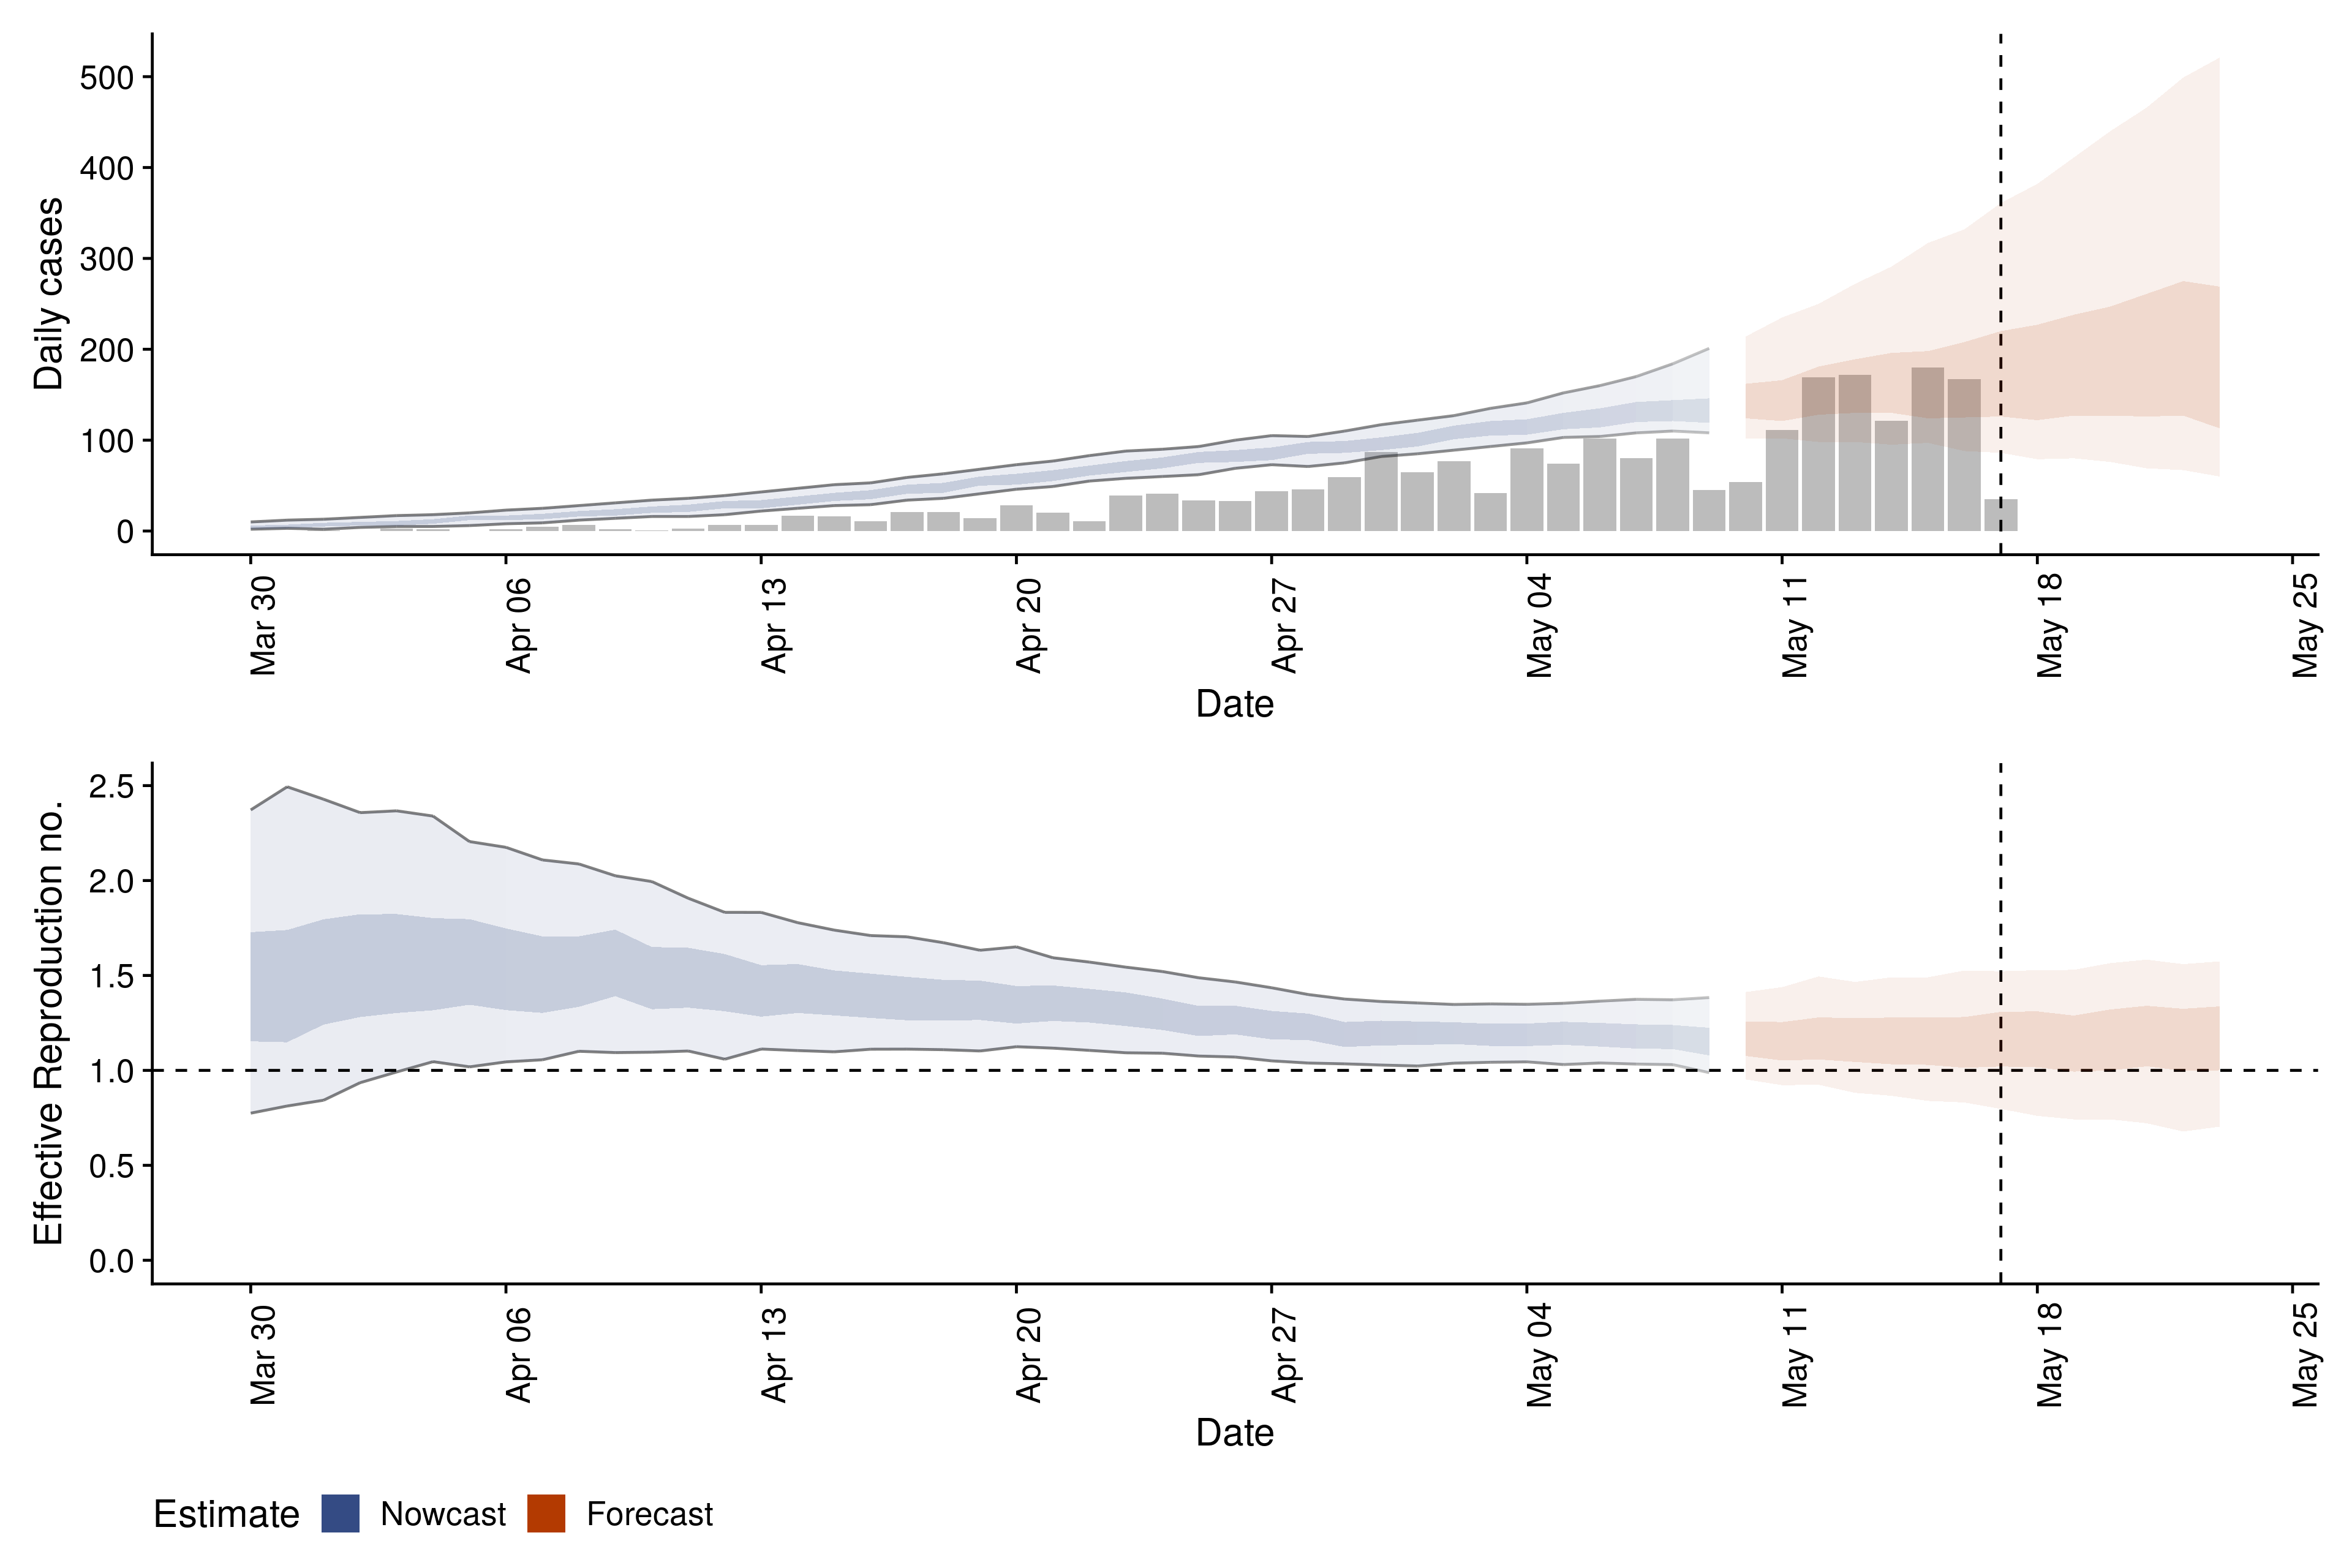 Daily cases
500
400
300
200
100
0
Mar 30
Apr 06
Apr 13
Apr 20
Apr 27
May 04
May 11
May 18
May 25
Date
Effective Reproduction no.
2.5
2.0
1.5
1.0
0.5
0.0
Mar 30
Apr 06
Apr 13
Apr 20
Apr 27
May 04
May 11
May 18
May 25
Date
Estimate Nowcast Forecast